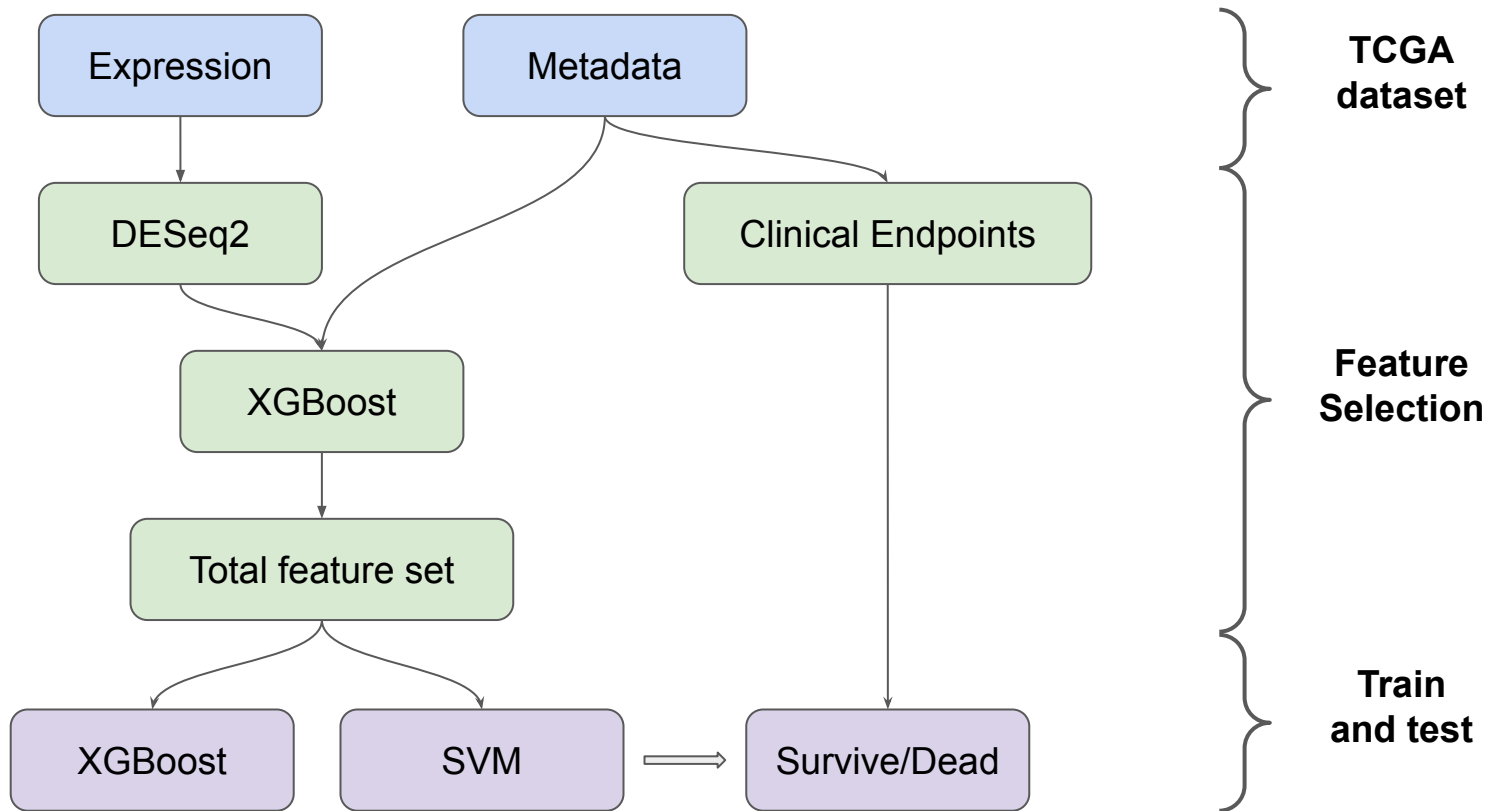 Expression
Metadata
TCGA
dataset
DESeq2
Clinical Endpoints
XGBoost
Feature
Selection
Total feature set
XGBoost
SVM
Survive/Dead
Train
and test